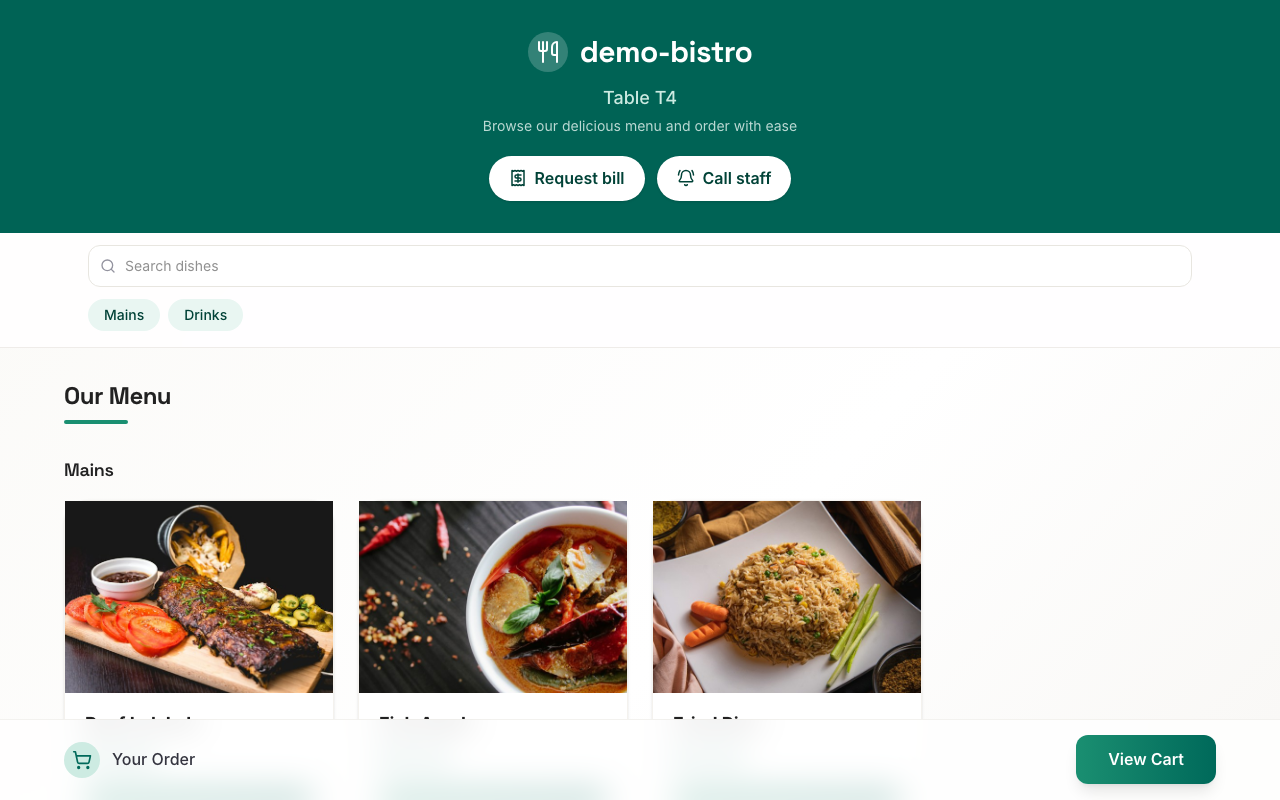 demo-bistro
Table T4
Browse our delicious menu and order with ease
Request bill
Call staff
Search dishes
Mains
Drinks
Our Menu
Mains
Your Order
View Cart